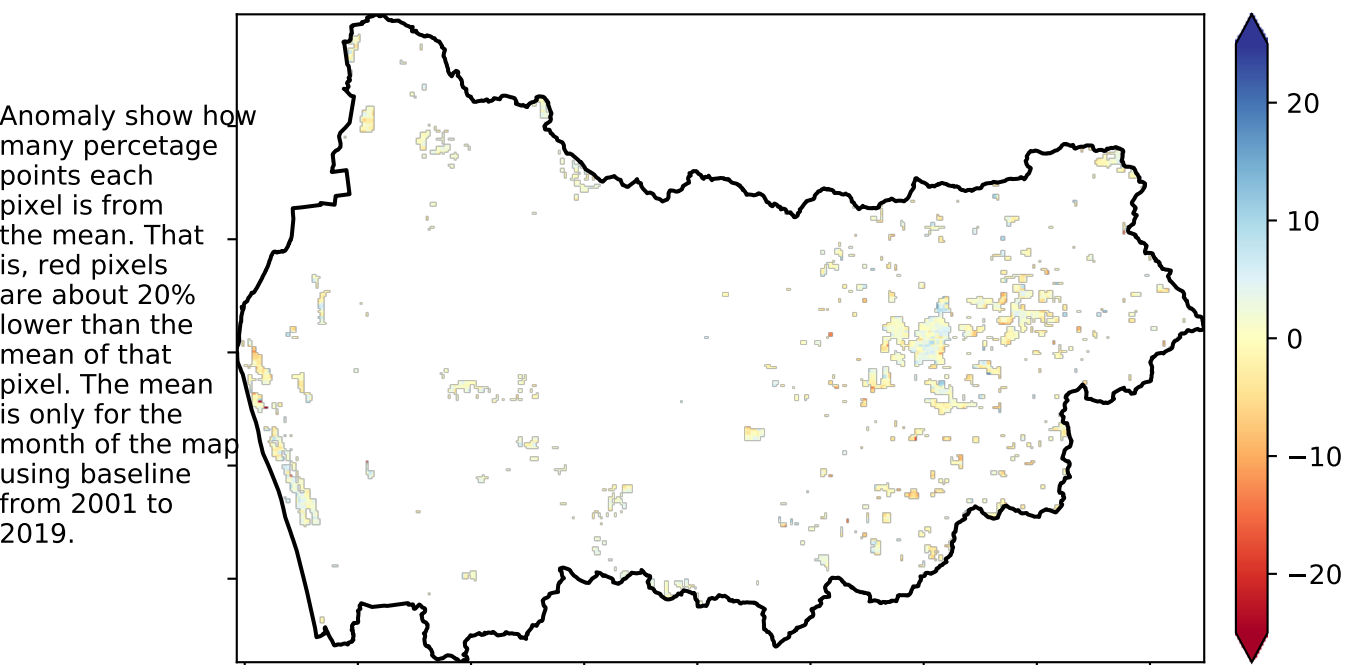 Anomaly show how
many percetage
points each
pixel is from
the mean. That
is, red pixels
are about 20%
lower than the
mean of that
pixel. The mean
is only for the
month of the map
using baseline
from 2001 to
2019.
20
10
0
−10
−20